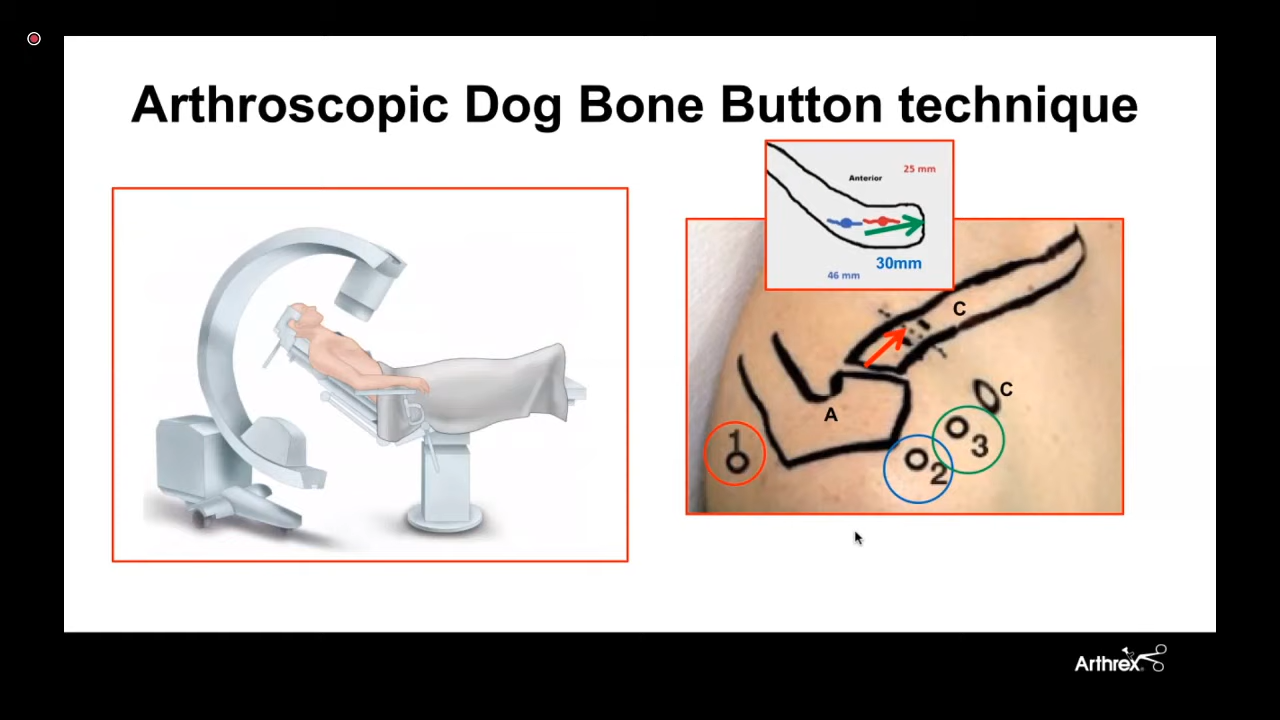 Arthroscopic Dog Bone Button technique
Anterior
25 mm
30mm
46 mm
C
C
A
1
3
2
Arthrex